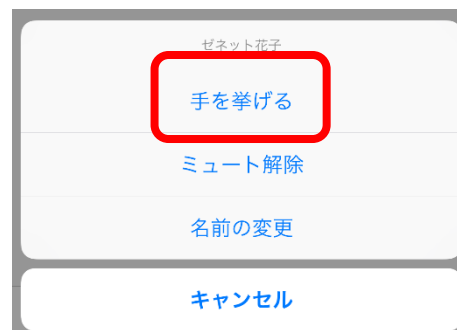 ゼネット花子
手を挙げる
ミュート解除
名前の変更
キャンセル